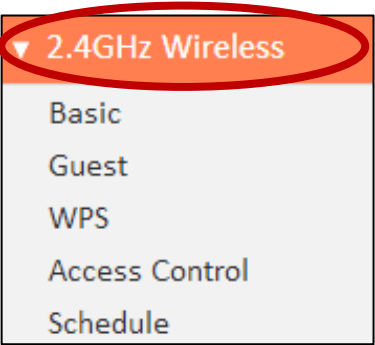 2.4GHz Wireless
Basic
Guest
WPS
Access Control
Schedule